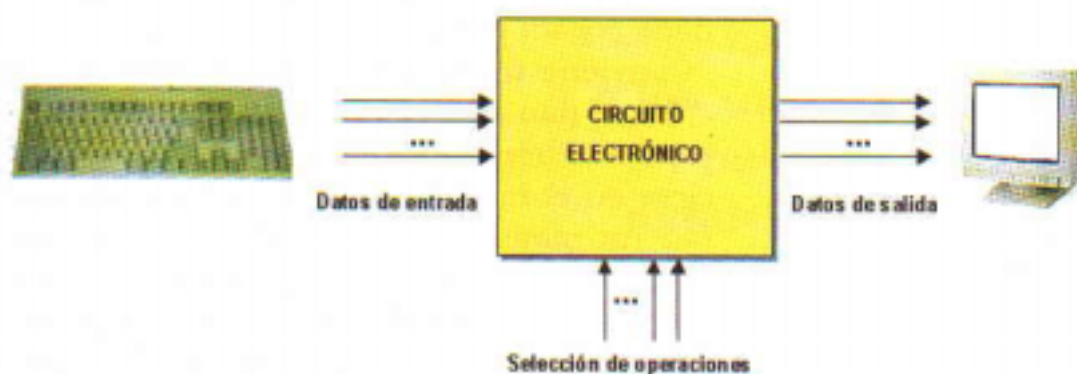 CIRCUITO
ELECTRÓNICO
...
...
Datos de entrada
Datos de salida
...
Selección de operaciones